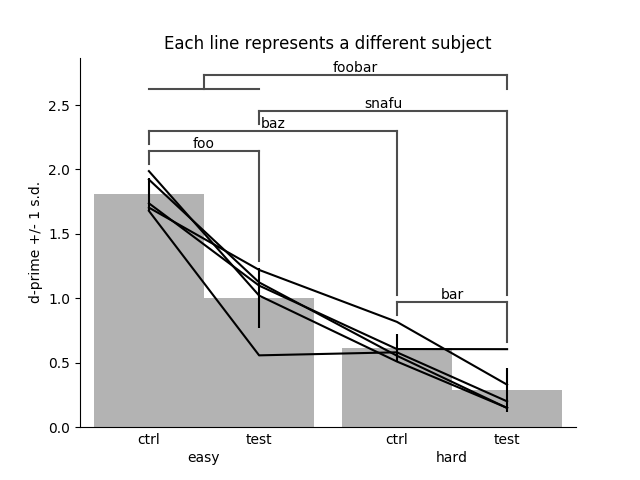 Each line represents a different subject
foobar
snafu
baz
foo
bar
d-prime +/- 1 s.d.
2.5
2.0
1.5
1.0
0.5
0.0
ctrl test ctrl test
easy hard